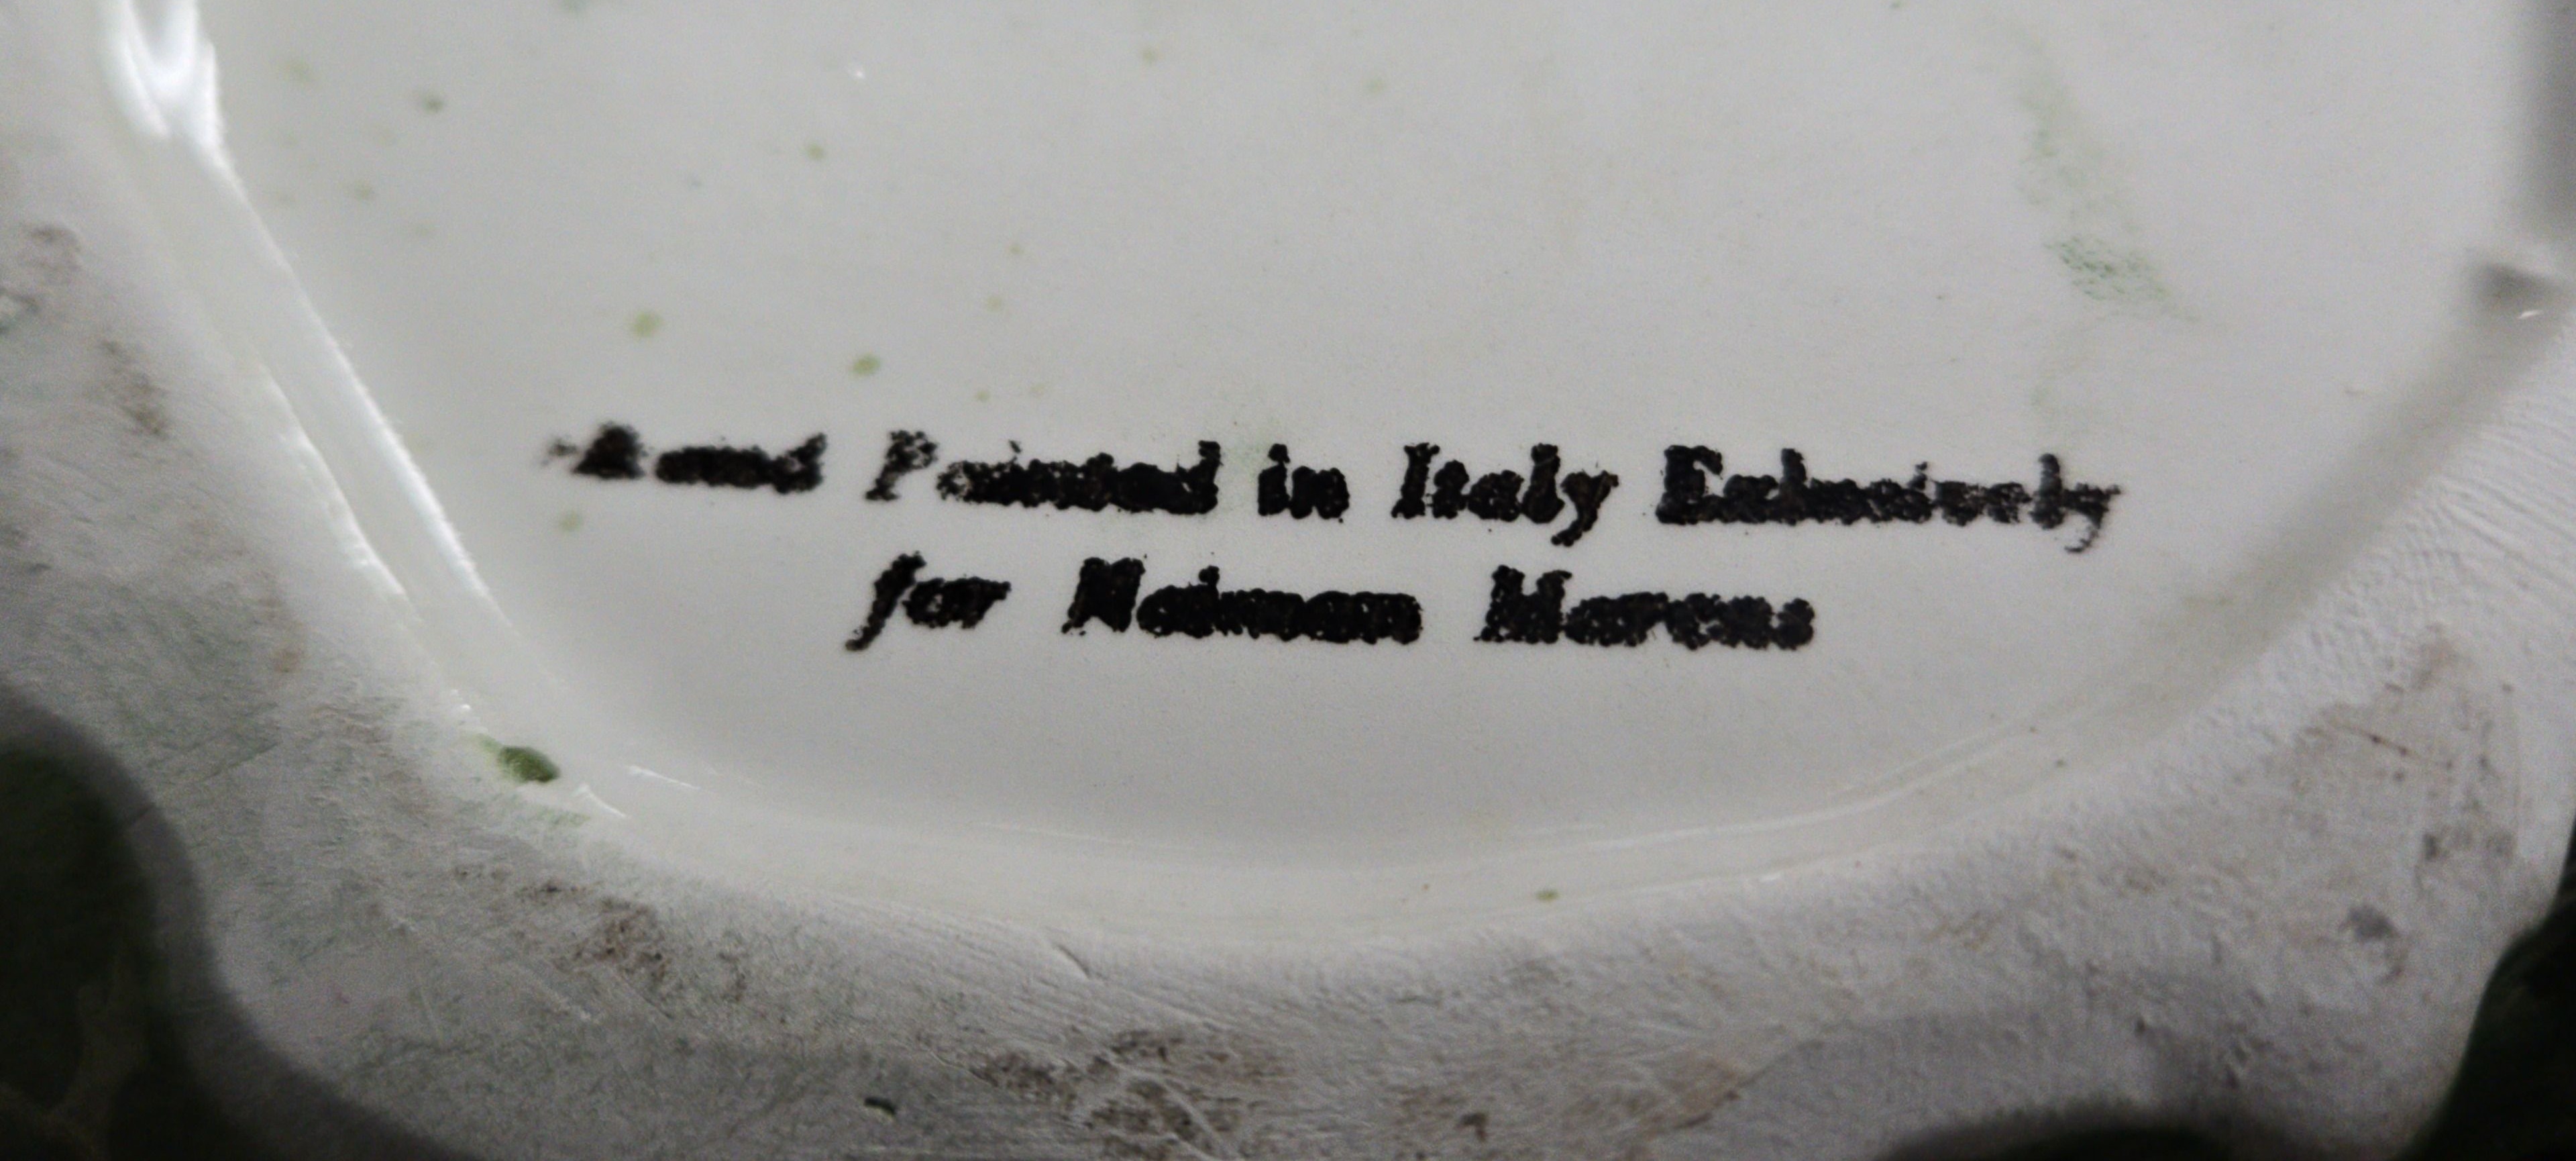 Hand Painted in Italy Exclusively
for Neiman Marcus